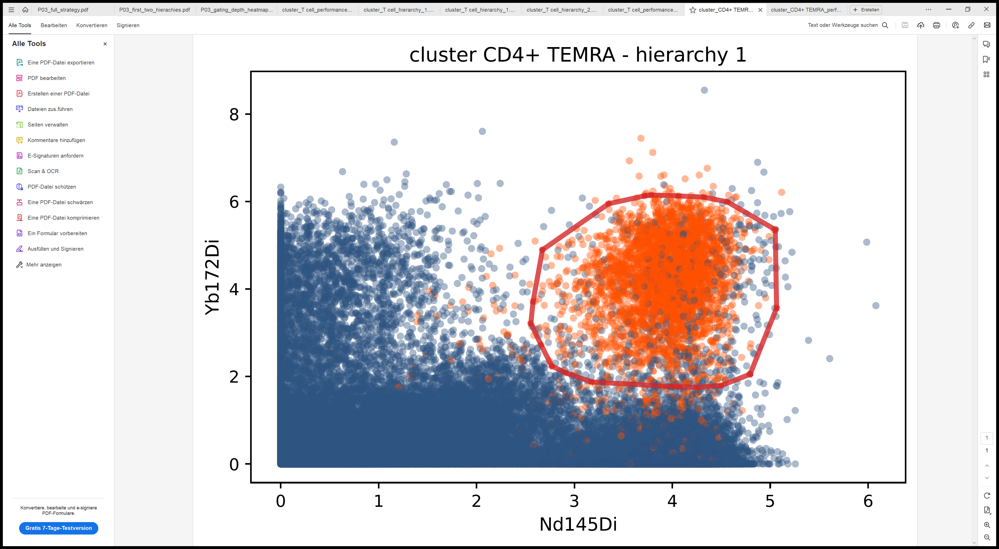 P03_full_strategy.pdf
P03_first_two_hierachies.pdf
P03_gating_depth_heatmap...
cluster_T cell_performance...
cluster_T cell_hierarchy_1....
cluster_T cell_hierarchy_1....
cluster_T cell_hierarchy_2....
cluster_T cell_performance...
cluster_CD4+ TEMR...
cluster_CD4+ TEMRA_perf...
Erstellen
Alle Tools
Bearbeiten
Konvertieren
Signieren
Text oder Werkzeuge suchen
Alle Tools
Eine PDF-Datei exportieren
PDF bearbeiten
Erstellen einer PDF-Datei
Dateien zus.führen
Seiten verwalten
Kommentare hinzufügen
E-Signaturen anfordern
Scan & OCR
PDF-Datei schützen
Eine PDF-Datei schwärzen
Eine PDF-Datei komprimieren
Ein Formular vorbereiten
Ausfüllen und Signieren
Mehr anzeigen
Konvertiere, bearbeite und e-signiere
PDF-Formulare.
Gratis 7-Tage-Testversion
cluster CD4+ TEMRA - hierarchy 1
Yb172Di
8
6
4
2
0
0
1
2
3
4
5
6
Nd145Di
1
1